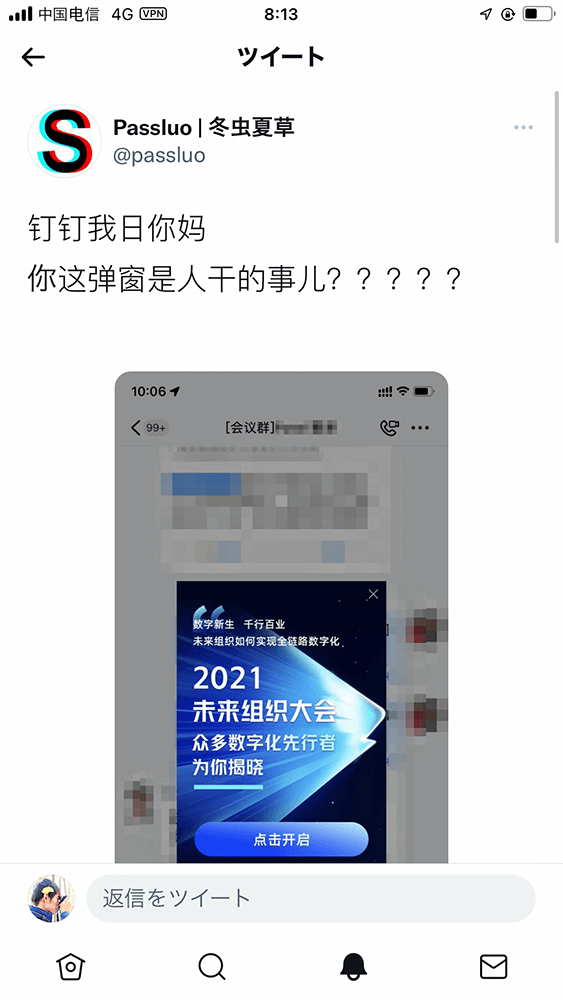 中国电信 4G VPN 8:13
ツイート
S
Passluo | 冬虫夏草
@passluo
钉钉我日你妈
你这弹窗是人干的事儿？？？？？
10:06
99+ [会议群]
数字新生 千行百业
未来组织如何实现全链路数字化
2021
未来组织大会
众多数字化先行者
为你揭晓
点击开启
返信をツイート